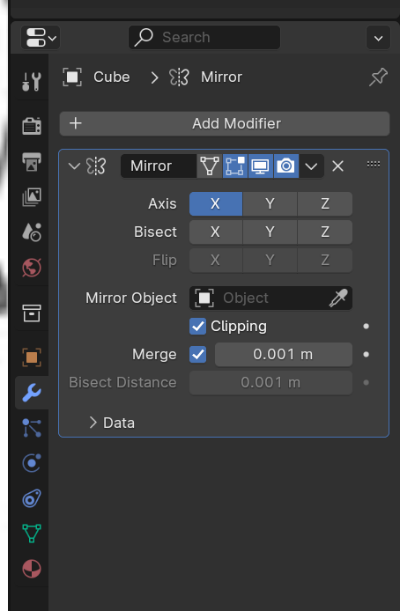 Search
Cube > Mirror
+ Add Modifier
Mirror
Axis X Y Z
Bisect X Y Z
Flip X Y Z
Mirror Object Object
Clipping
Merge 0.001 m
Bisect Distance 0.001 m
Data